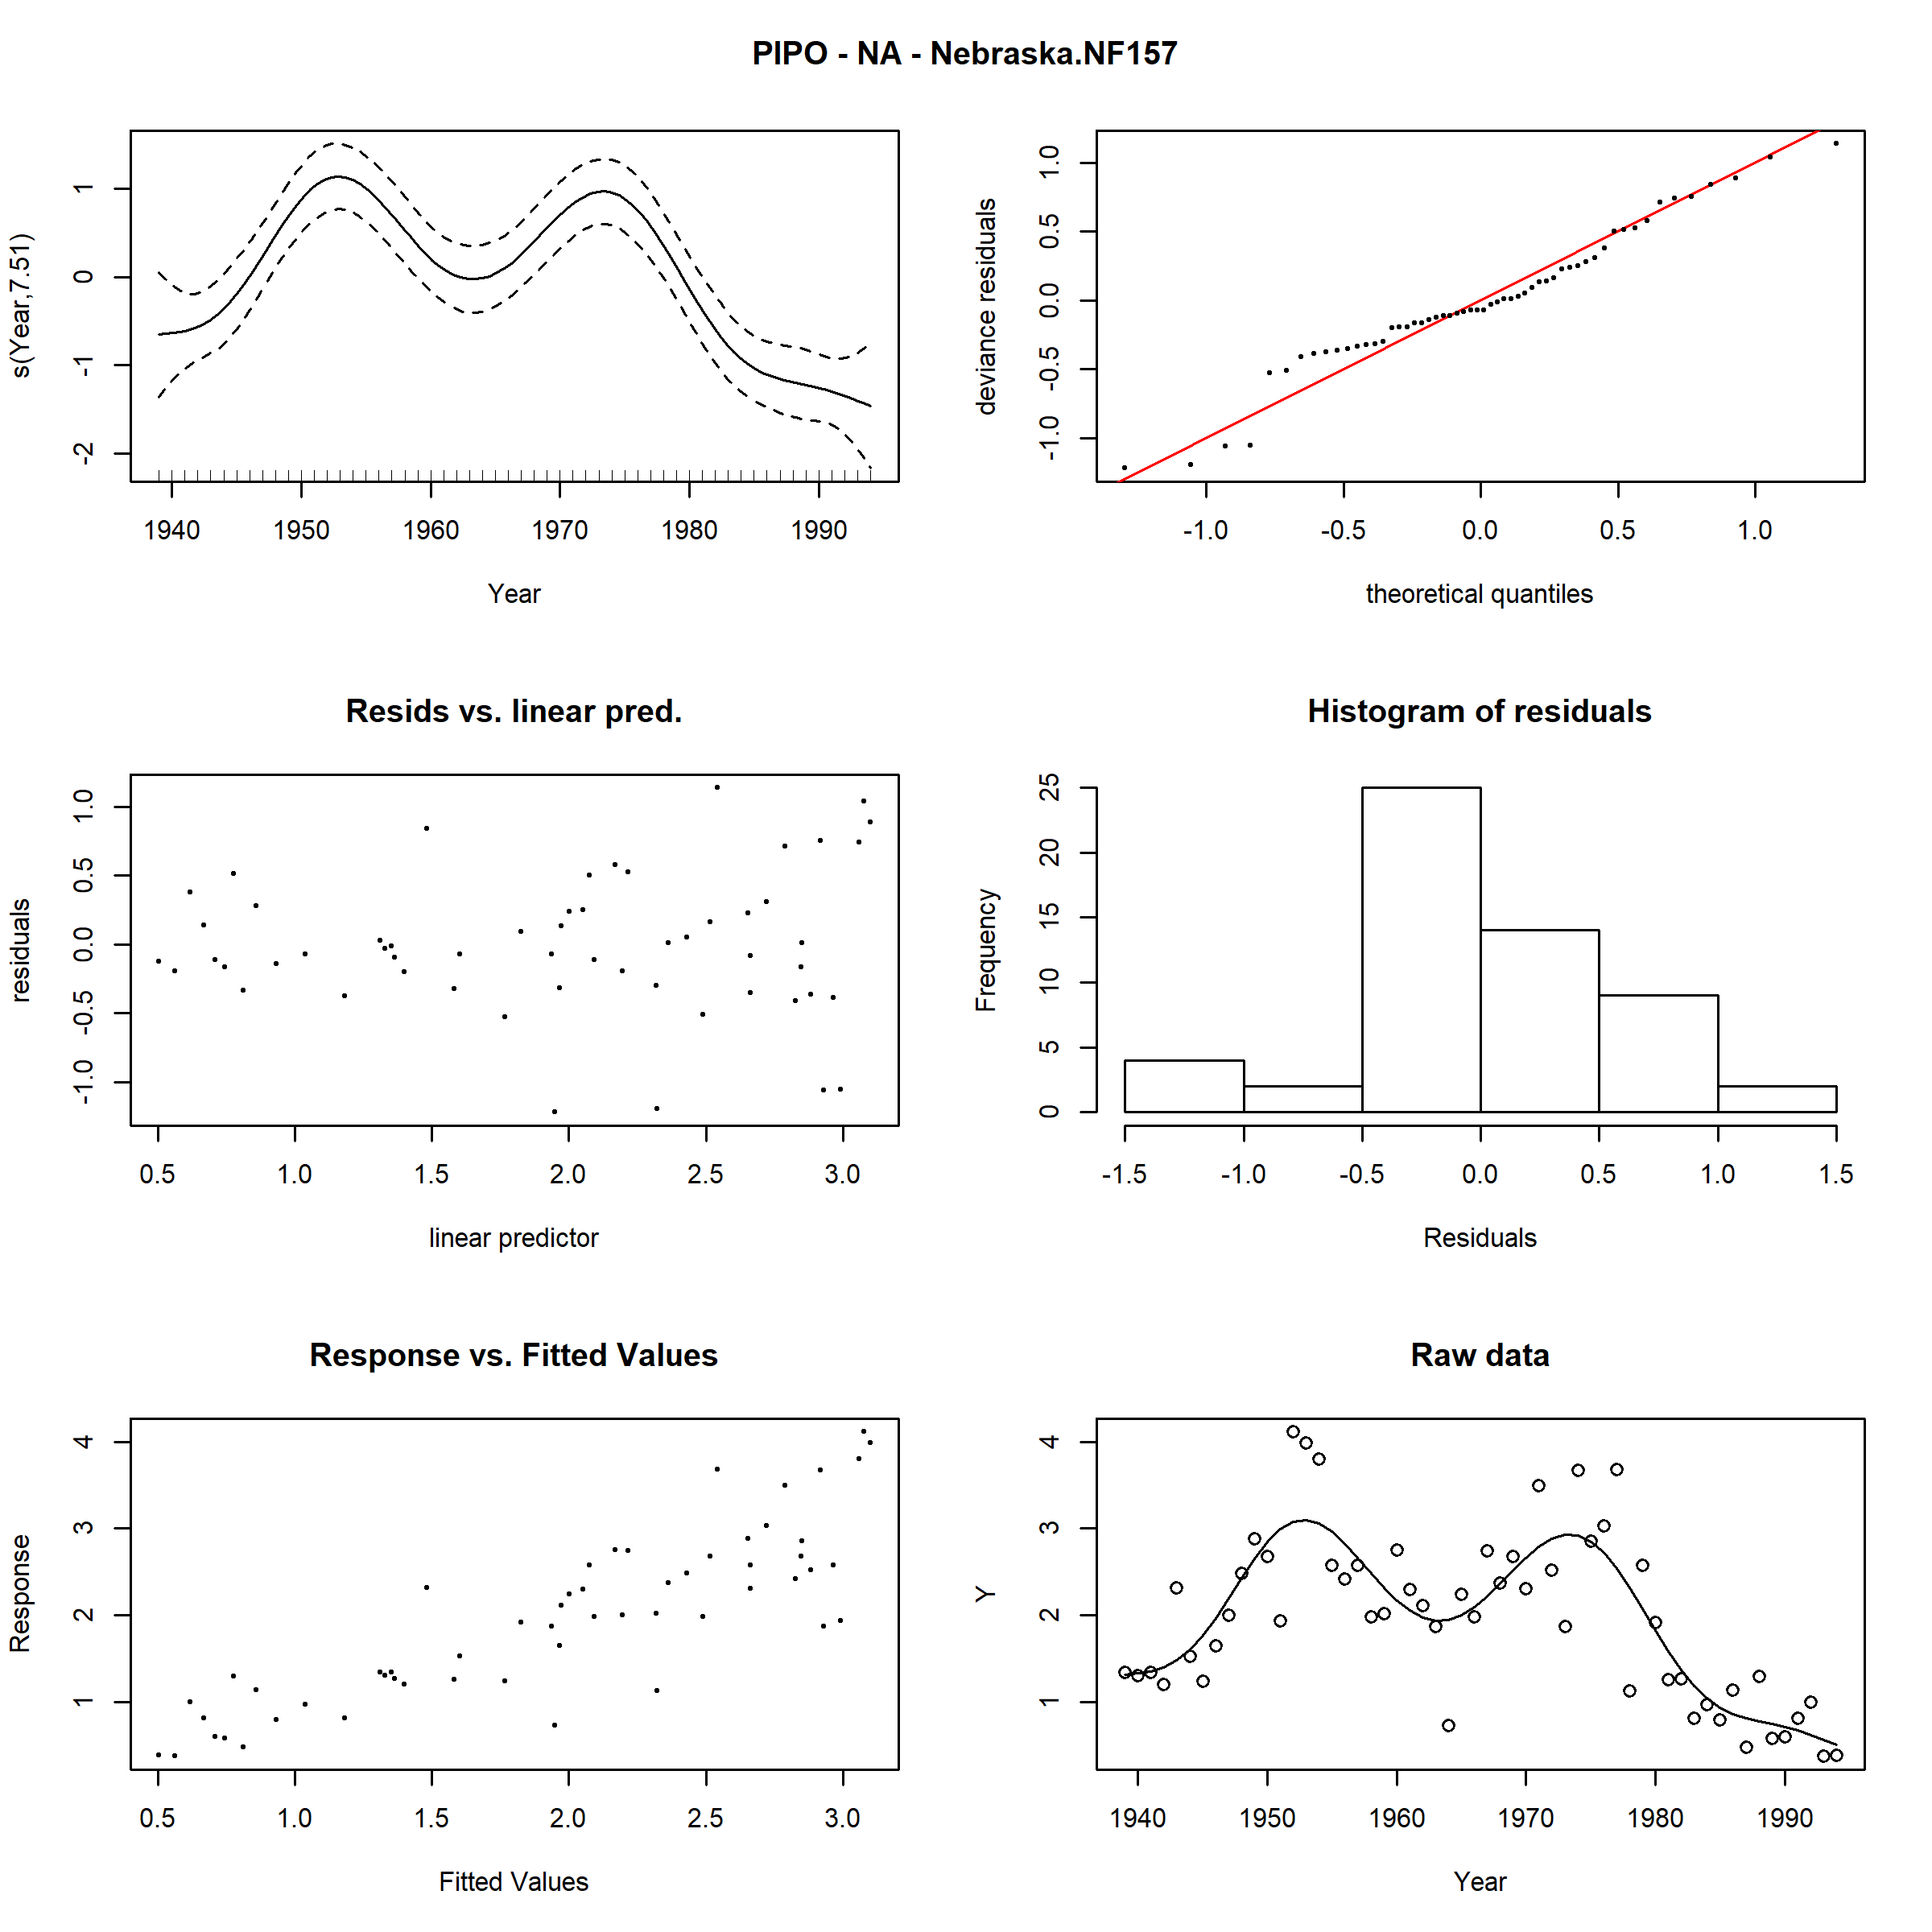 PIPO - NA - Nebraska.NF157
s(Year,7.51)
-2 -1 0 1
1940 1950 1960 1970 1980 1990
Year
deviance residuals
-1.0 -0.5 0.0 0.5 1.0
-1.0 -0.5 0.0 0.5 1.0
theoretical quantiles
Resids vs. linear pred.
residuals
-1.0 -0.5 0.0 0.5 1.0
0.5 1.0 1.5 2.0 2.5 3.0
linear predictor
Histogram of residuals
Frequency
0 5 10 15 20 25
-1.5 -1.0 -0.5 0.0 0.5 1.0 1.5
Residuals
Response vs. Fitted Values
Response
1 2 3 4
0.5 1.0 1.5 2.0 2.5 3.0
Fitted Values
Raw data
Y
1 2 3 4
1940 1950 1960 1970 1980 1990
Year